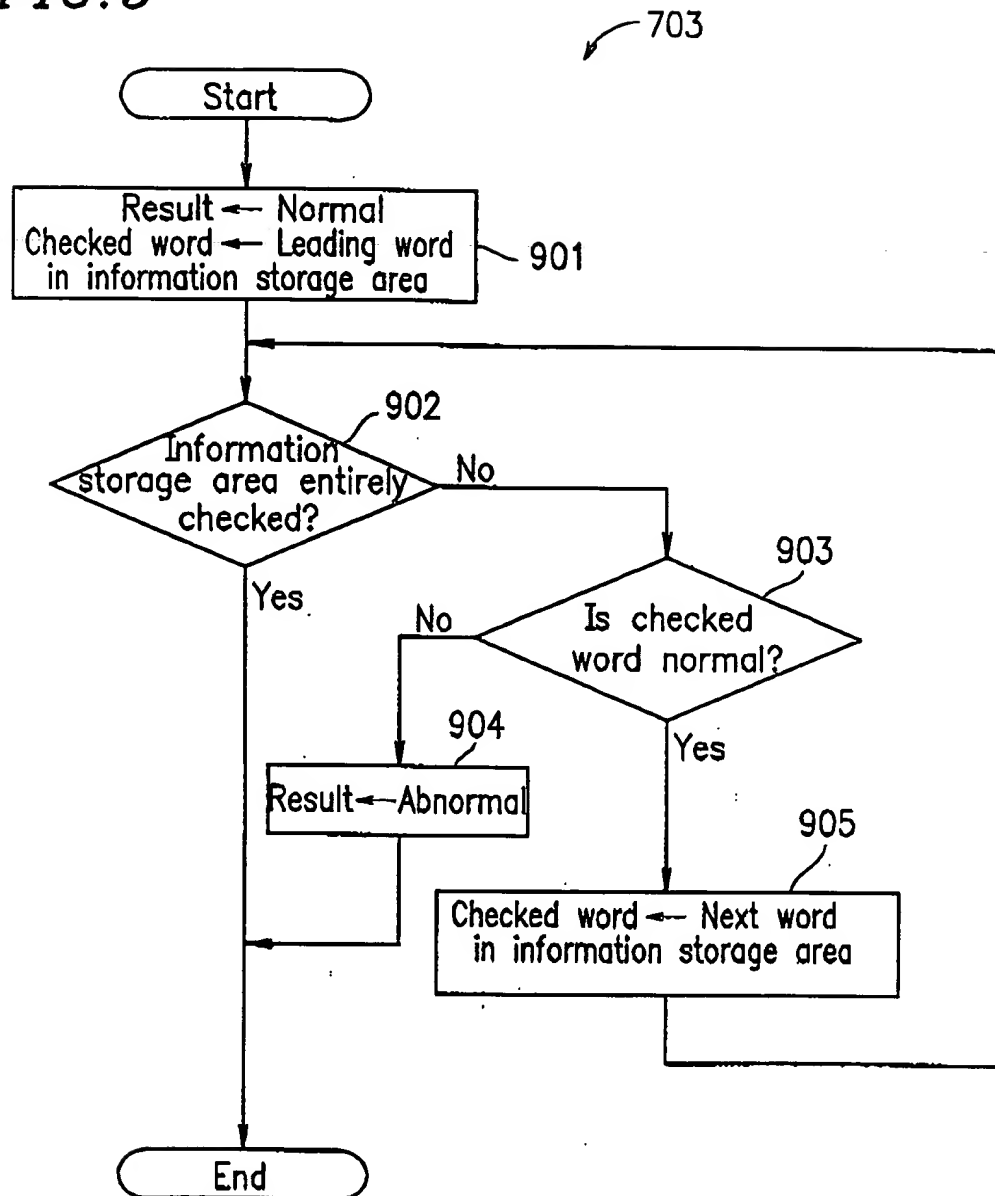 703
Start
Result ← Normal
Checked word ← Leading word
in information storage area
901
902
Information
storage area entirely
checked?
No
Yes
903
Is checked
word normal?
No
Yes
904
Result ← Abnormal
905
Checked word ← Next word
in information storage area
End